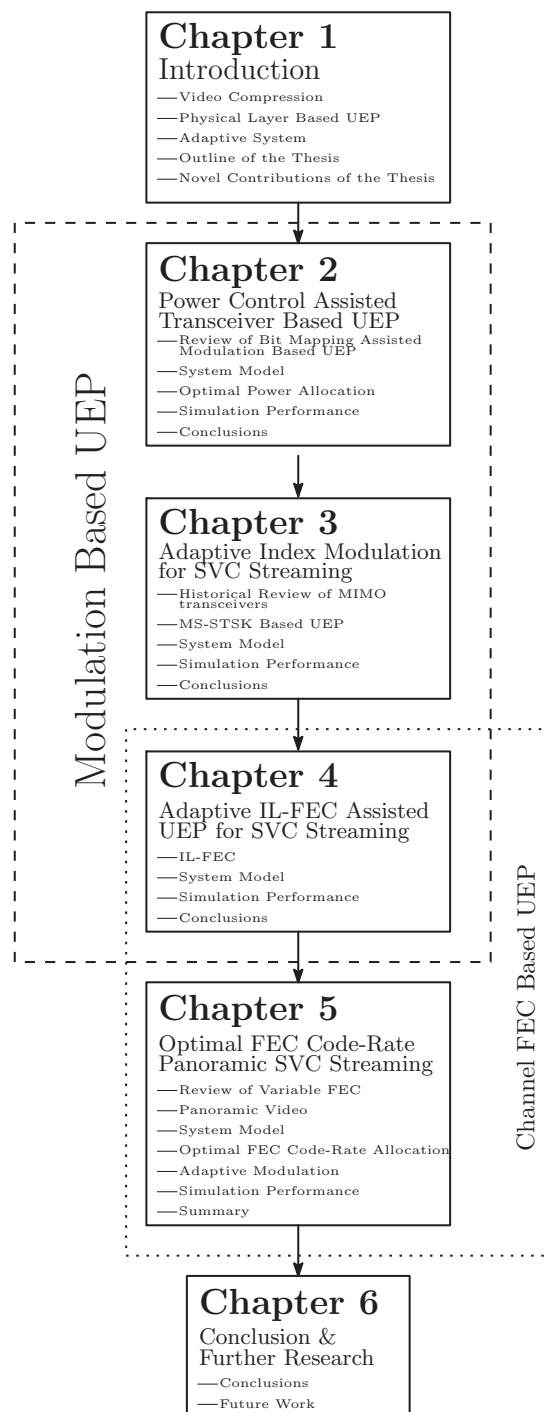 Chapter 1
Introduction
—Video Compression
—Physical Layer Based UEP
—Adaptive System
—Outline of the Thesis
—Novel Contributions of the Thesis
Chapter 2
Power Control Assisted
Transceiver Based UEP
—Review of Bit Mapping Assisted
Modulation Based UEP
—System Model
—Optimal Power Allocation
—Simulation Performance
—Conclusions
Modulation Based UEP
Chapter 3
Adaptive Index Modulation
for SVC Streaming
—Historical Review of MIMO
transceivers
—MS-STSK Based UEP
—System Model
—Simulation Performance
—Conclusions
Chapter 4
Adaptive IL-FEC Assisted
UEP for SVC Streaming
—IL-FEC
—System Model
—Simulation Performance
—Conclusions
Channel FEC Based UEP
Chapter 5
Optimal FEC Code-Rate
Panoramic SVC Streaming
—Review of Variable FEC
—Panoramic Video
—System Model
—Optimal FEC Code-Rate Allocation
—Adaptive Modulation
—Simulation Performance
—Summary
Chapter 6
Conclusion &
Further Research
—Conclusions
—Future Work